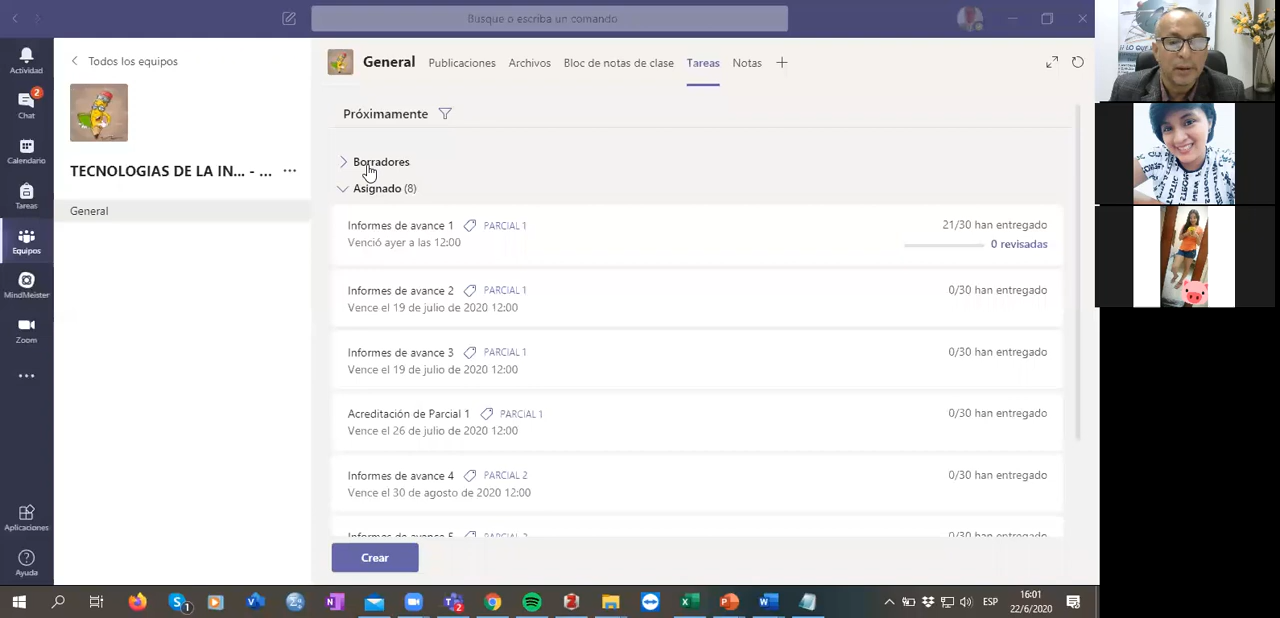 Busque o escriba un comando
Actividad
Chat
2
Calendario
Tareas
Equipos
MindMeister
Zoom
Aplicaciones
Ayuda
Todos los equipos
TECNOLOGIAS DE LA IN... - ...
General
General
Publicaciones
Archivos
Bloc de notas de clase
Tareas
Notas
Próximamente
Borradores
Asignado (8)
Informes de avance 1
PARCIAL 1
21/30 han entregado
Venció ayer a las 12:00
0 revisadas
Informes de avance 2
PARCIAL 1
0/30 han entregado
Vence el 19 de julio de 2020 12:00
Informes de avance 3
PARCIAL 1
0/30 han entregado
Vence el 19 de julio de 2020 12:00
Acreditación de Parcial 1
PARCIAL 1
0/30 han entregado
Vence el 26 de julio de 2020 12:00
Informes de avance 4
PARCIAL 2
0/30 han entregado
Vence el 30 de agosto de 2020 12:00
Informes de avance 5
PARCIAL 2
0/30 han entregado
Crear
ESP
16:01
22/6/2020